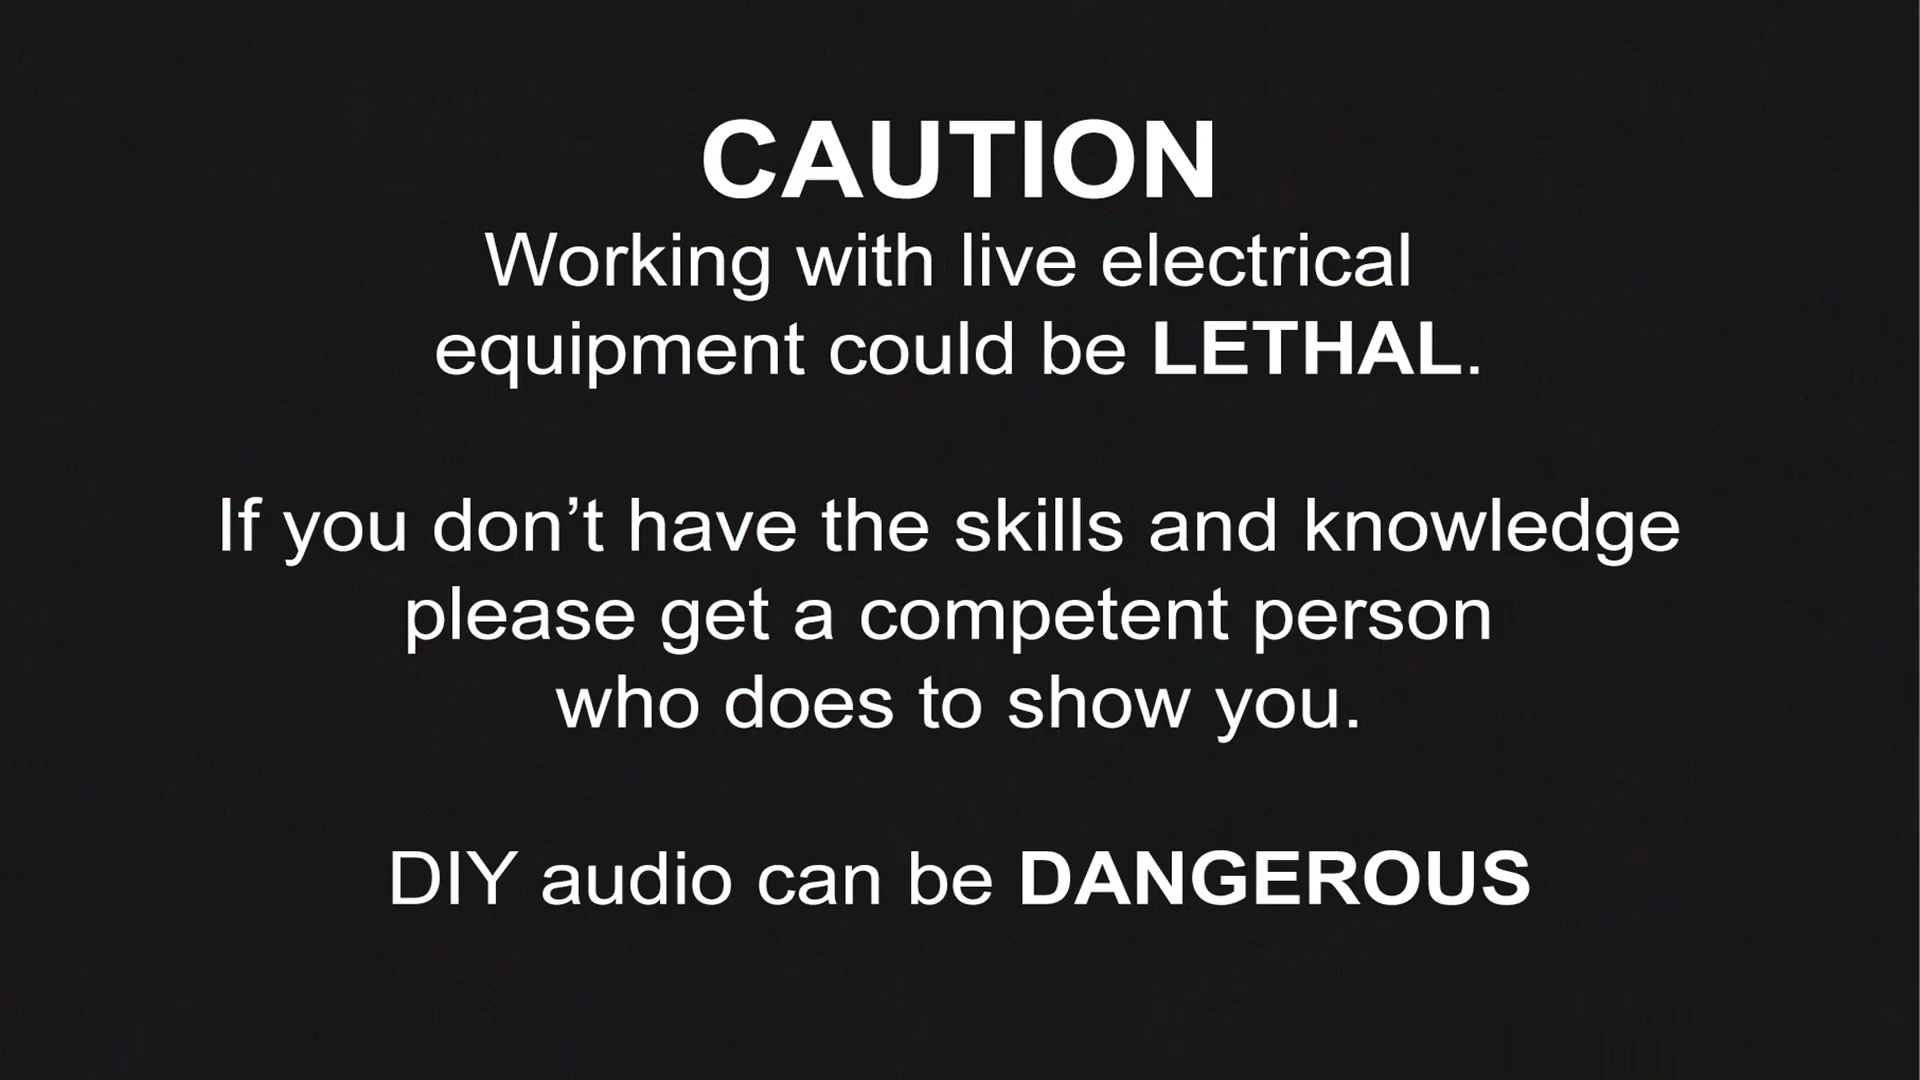 CAUTION
Working with live electrical
equipment could be LETHAL.
If you don’t have the skills and knowledge
please get a competent person
who does to show you.
DIY audio can be DANGEROUS